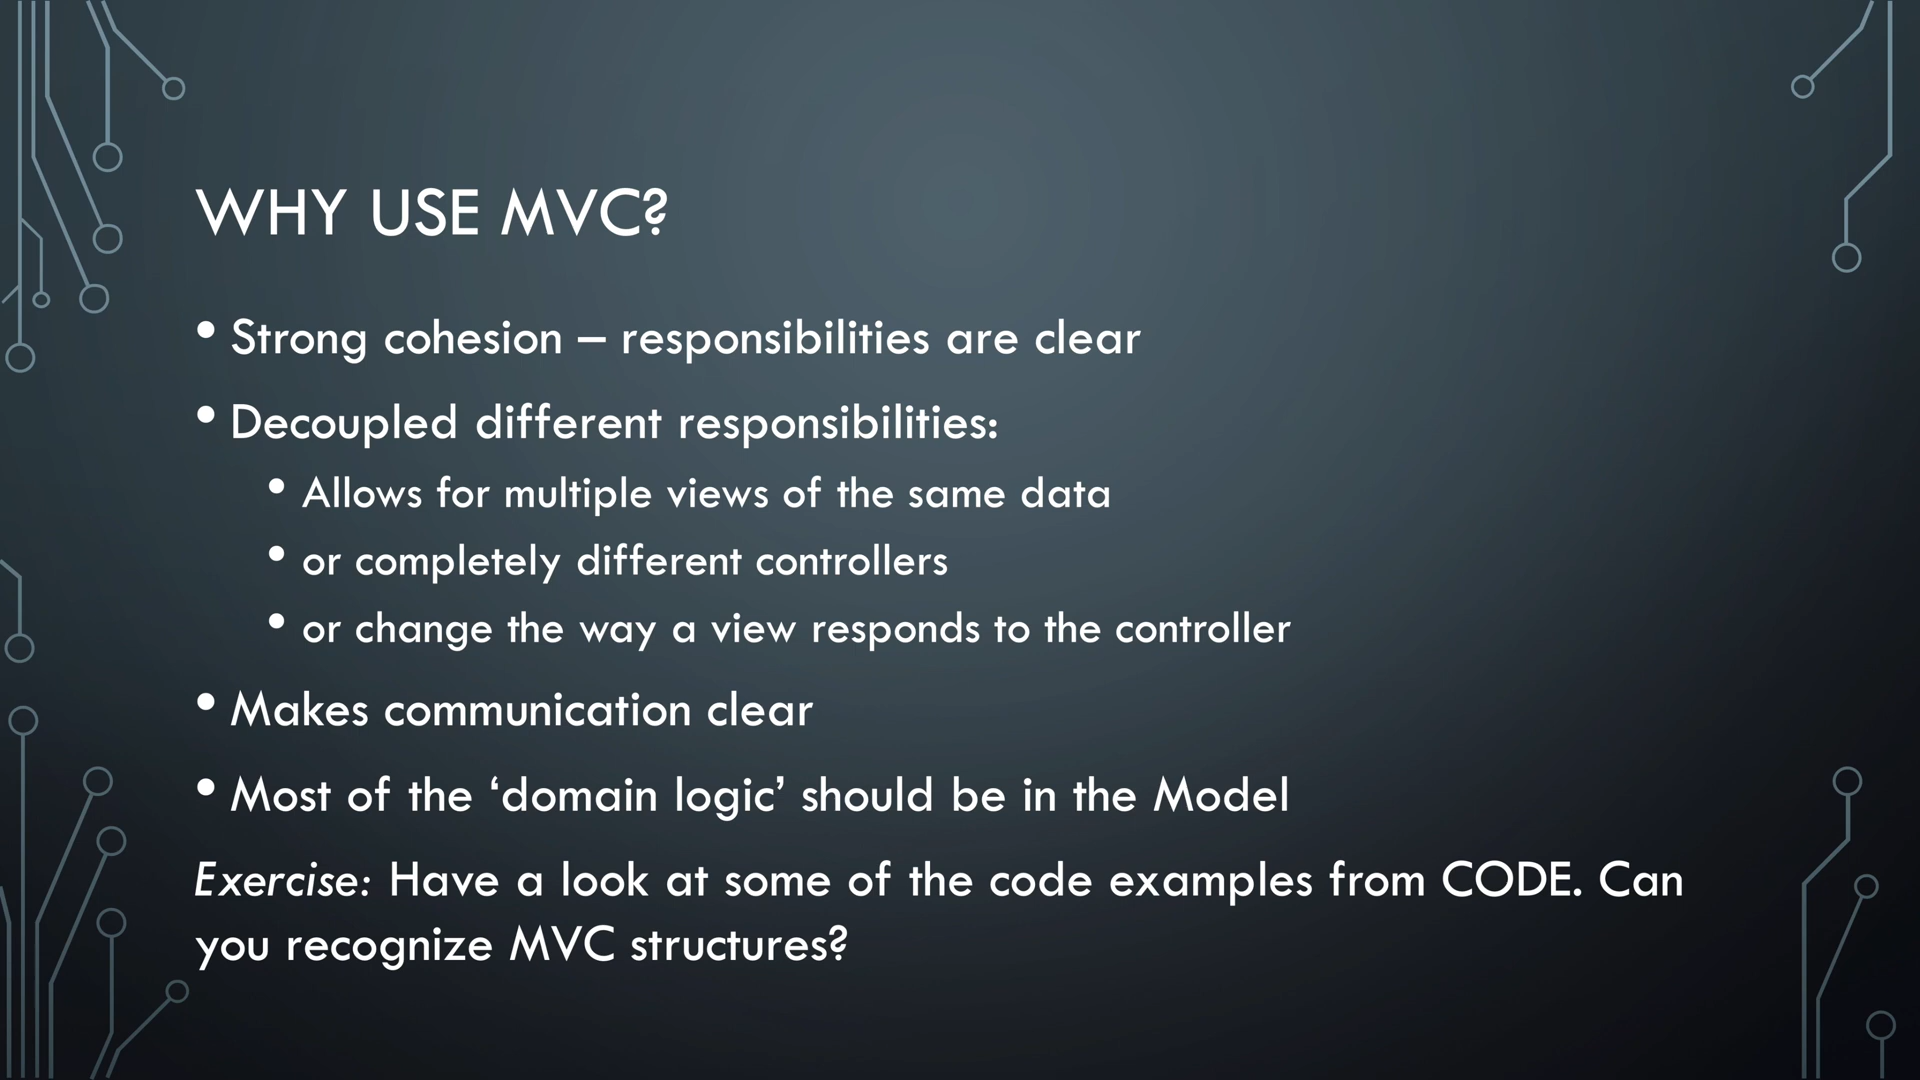 WHY USE MVC?
• Strong cohesion – responsibilities are clear
• Decoupled different responsibilities:
• Allows for multiple views of the same data
• or completely different controllers
• or change the way a view responds to the controller
• Makes communication clear
• Most of the ‘domain logic’ should be in the Model
Exercise: Have a look at some of the code examples from CODE. Can
you recognize MVC structures?